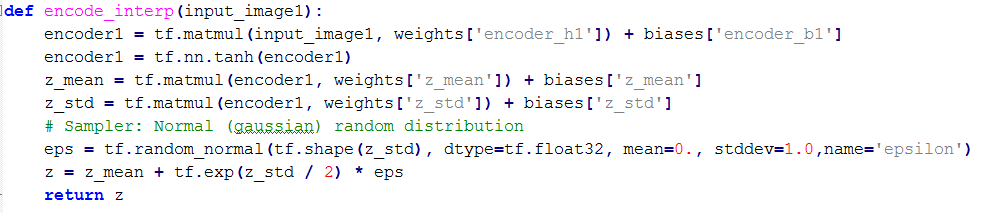 def encode_interp(input_image1):
    encoder1 = tf.matmul(input_image1, weights['encoder_h1']) + biases['encoder_b1']
    encoder1 = tf.nn.tanh(encoder1)
    z_mean = tf.matmul(encoder1, weights['z_mean']) + biases['z_mean']
    z_std = tf.matmul(encoder1, weights['z_std']) + biases['z_std']
    # Sampler: Normal (gaussian) random distribution
    eps = tf.random_normal(tf.shape(z_std), dtype=tf.float32, mean=0., stddev=1.0,name='epsilon')
    z = z_mean + tf.exp(z_std / 2) * eps
    return z